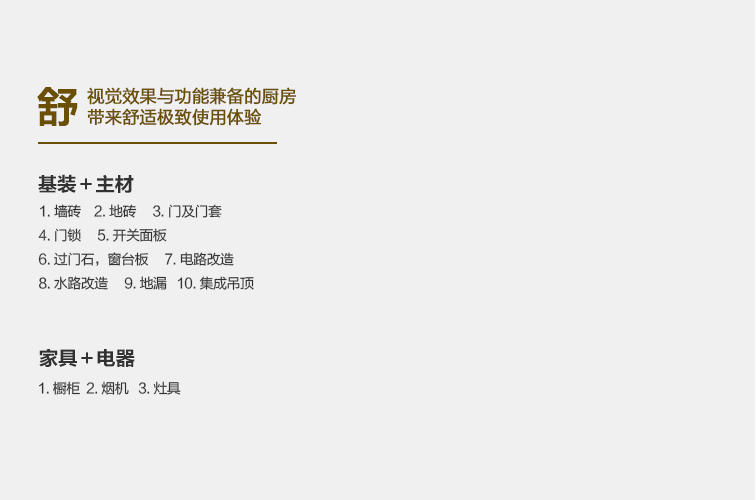 舒
视觉效果与功能兼备的厨房
带来舒适极致使用体验
基装+主材
1. 墙砖 2. 地砖 3. 门及门套
4. 门锁 5. 开关面板
6. 过门石，窗台板 7. 电路改造
8. 水路改造 9. 地漏 10. 集成吊顶
家具+电器
1. 橱柜 2. 烟机 3. 灶具